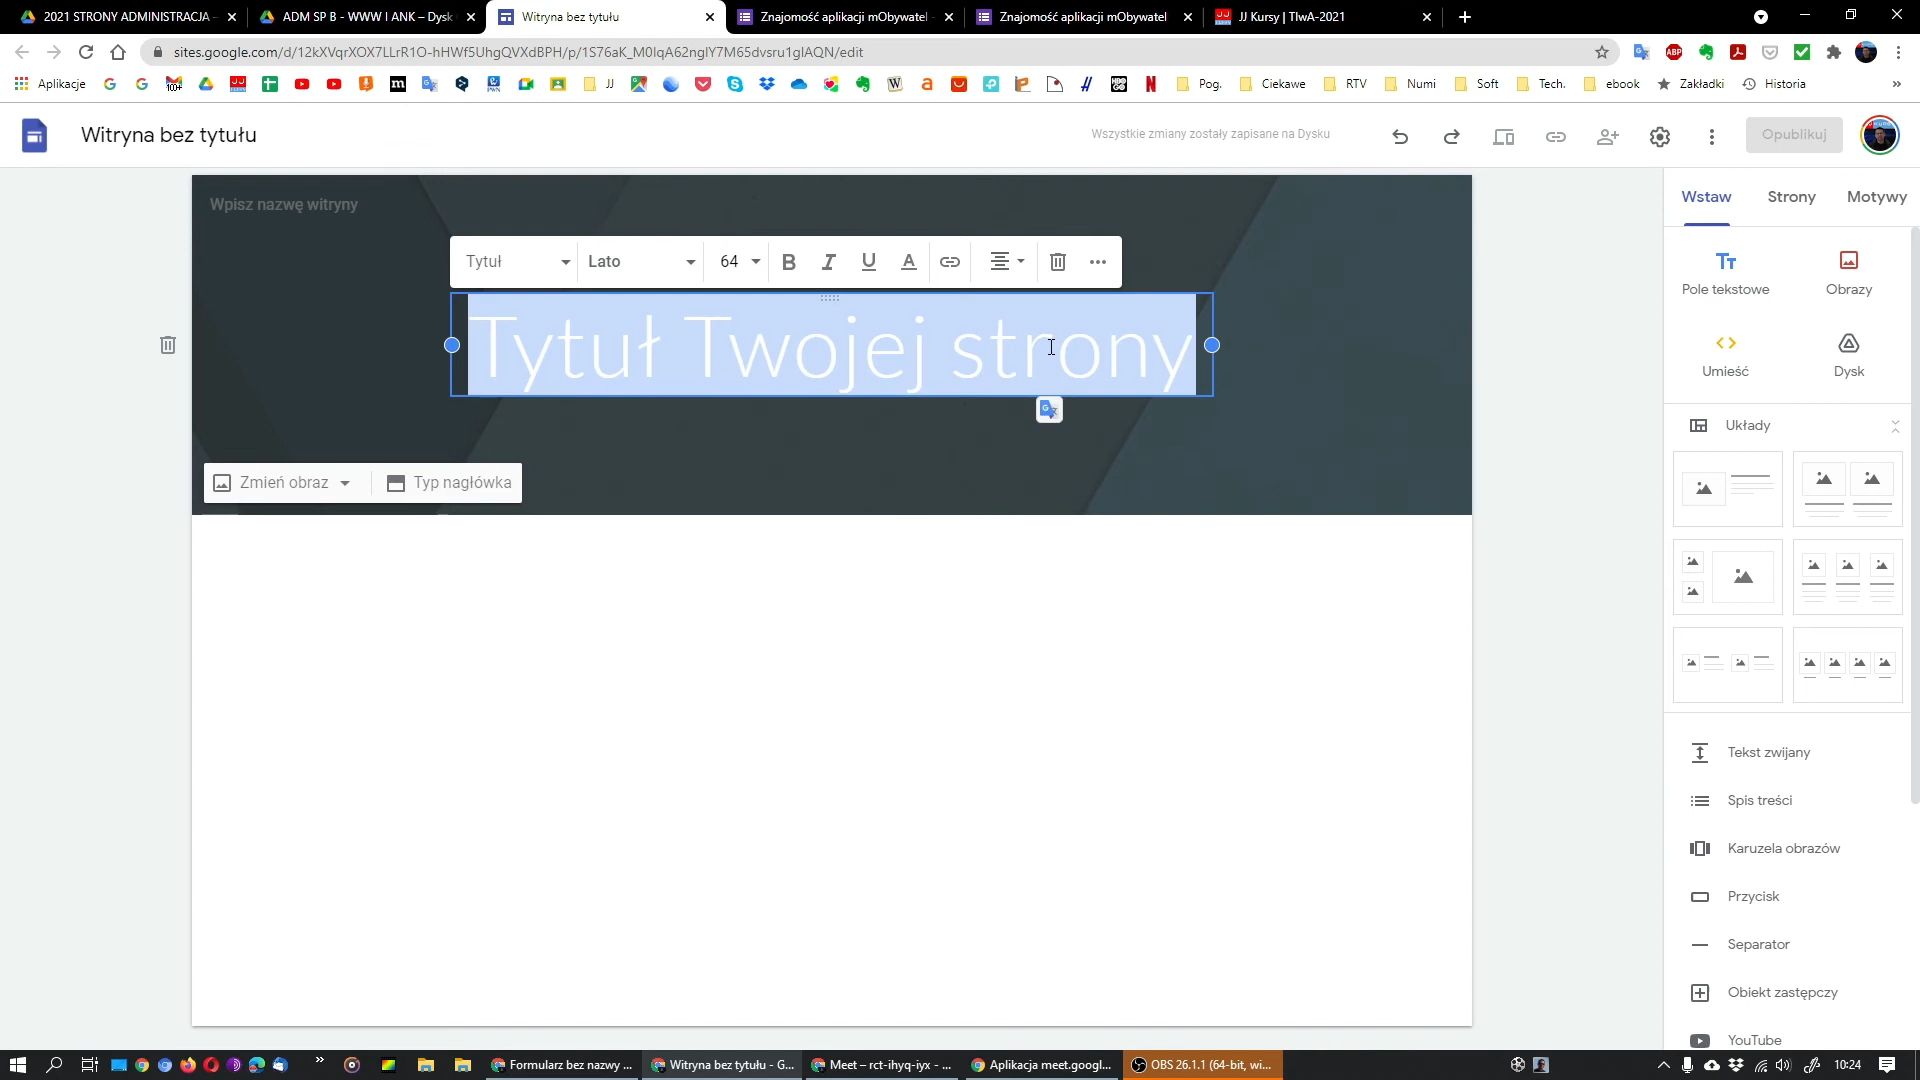 2021 STRONY ADMINISTRACJA -
ADM SP B - WWW I ANK – Dysk
Witryna bez tytułu
Znajomość aplikacji mObywatel -
Znajomość aplikacji mObywatel
JJ Kursy | TIwA-2021
sites.google.com/d/12kXVqrXOX7LLrR1O-hHWf5UhgQVXdBPH/p/1S76aK_M0lqA62nglY7M65dvsru1glAQN/edit
Aplikacje
JJ
Pog.
Ciekawe
RTV
Numi
Soft
Tech.
ebook
Zakładki
Historia
»
Witryna bez tytułu
Wszystkie zmiany zostały zapisane na Dysku
Opublikuj
Wpisz nazwę witryny
Tytuł
Lato
64
B
I
U
A
Tytuł Twojej strony
Zmień obraz
Typ nagłówka
Wstaw
Strony
Motywy
Pole tekstowe
Obrazy
Umieść
Dysk
Układy
Tekst zwijany
Spis treści
Karuzela obrazów
Przycisk
Separator
Obiekt zastępczy
YouTube
Formularz bez nazwy ...
Witryna bez tytułu - G...
Meet – rct-ihyq-iyx - ...
Aplikacja meet.googl...
OBS 26.1.1 (64-bit, wi...
10:24